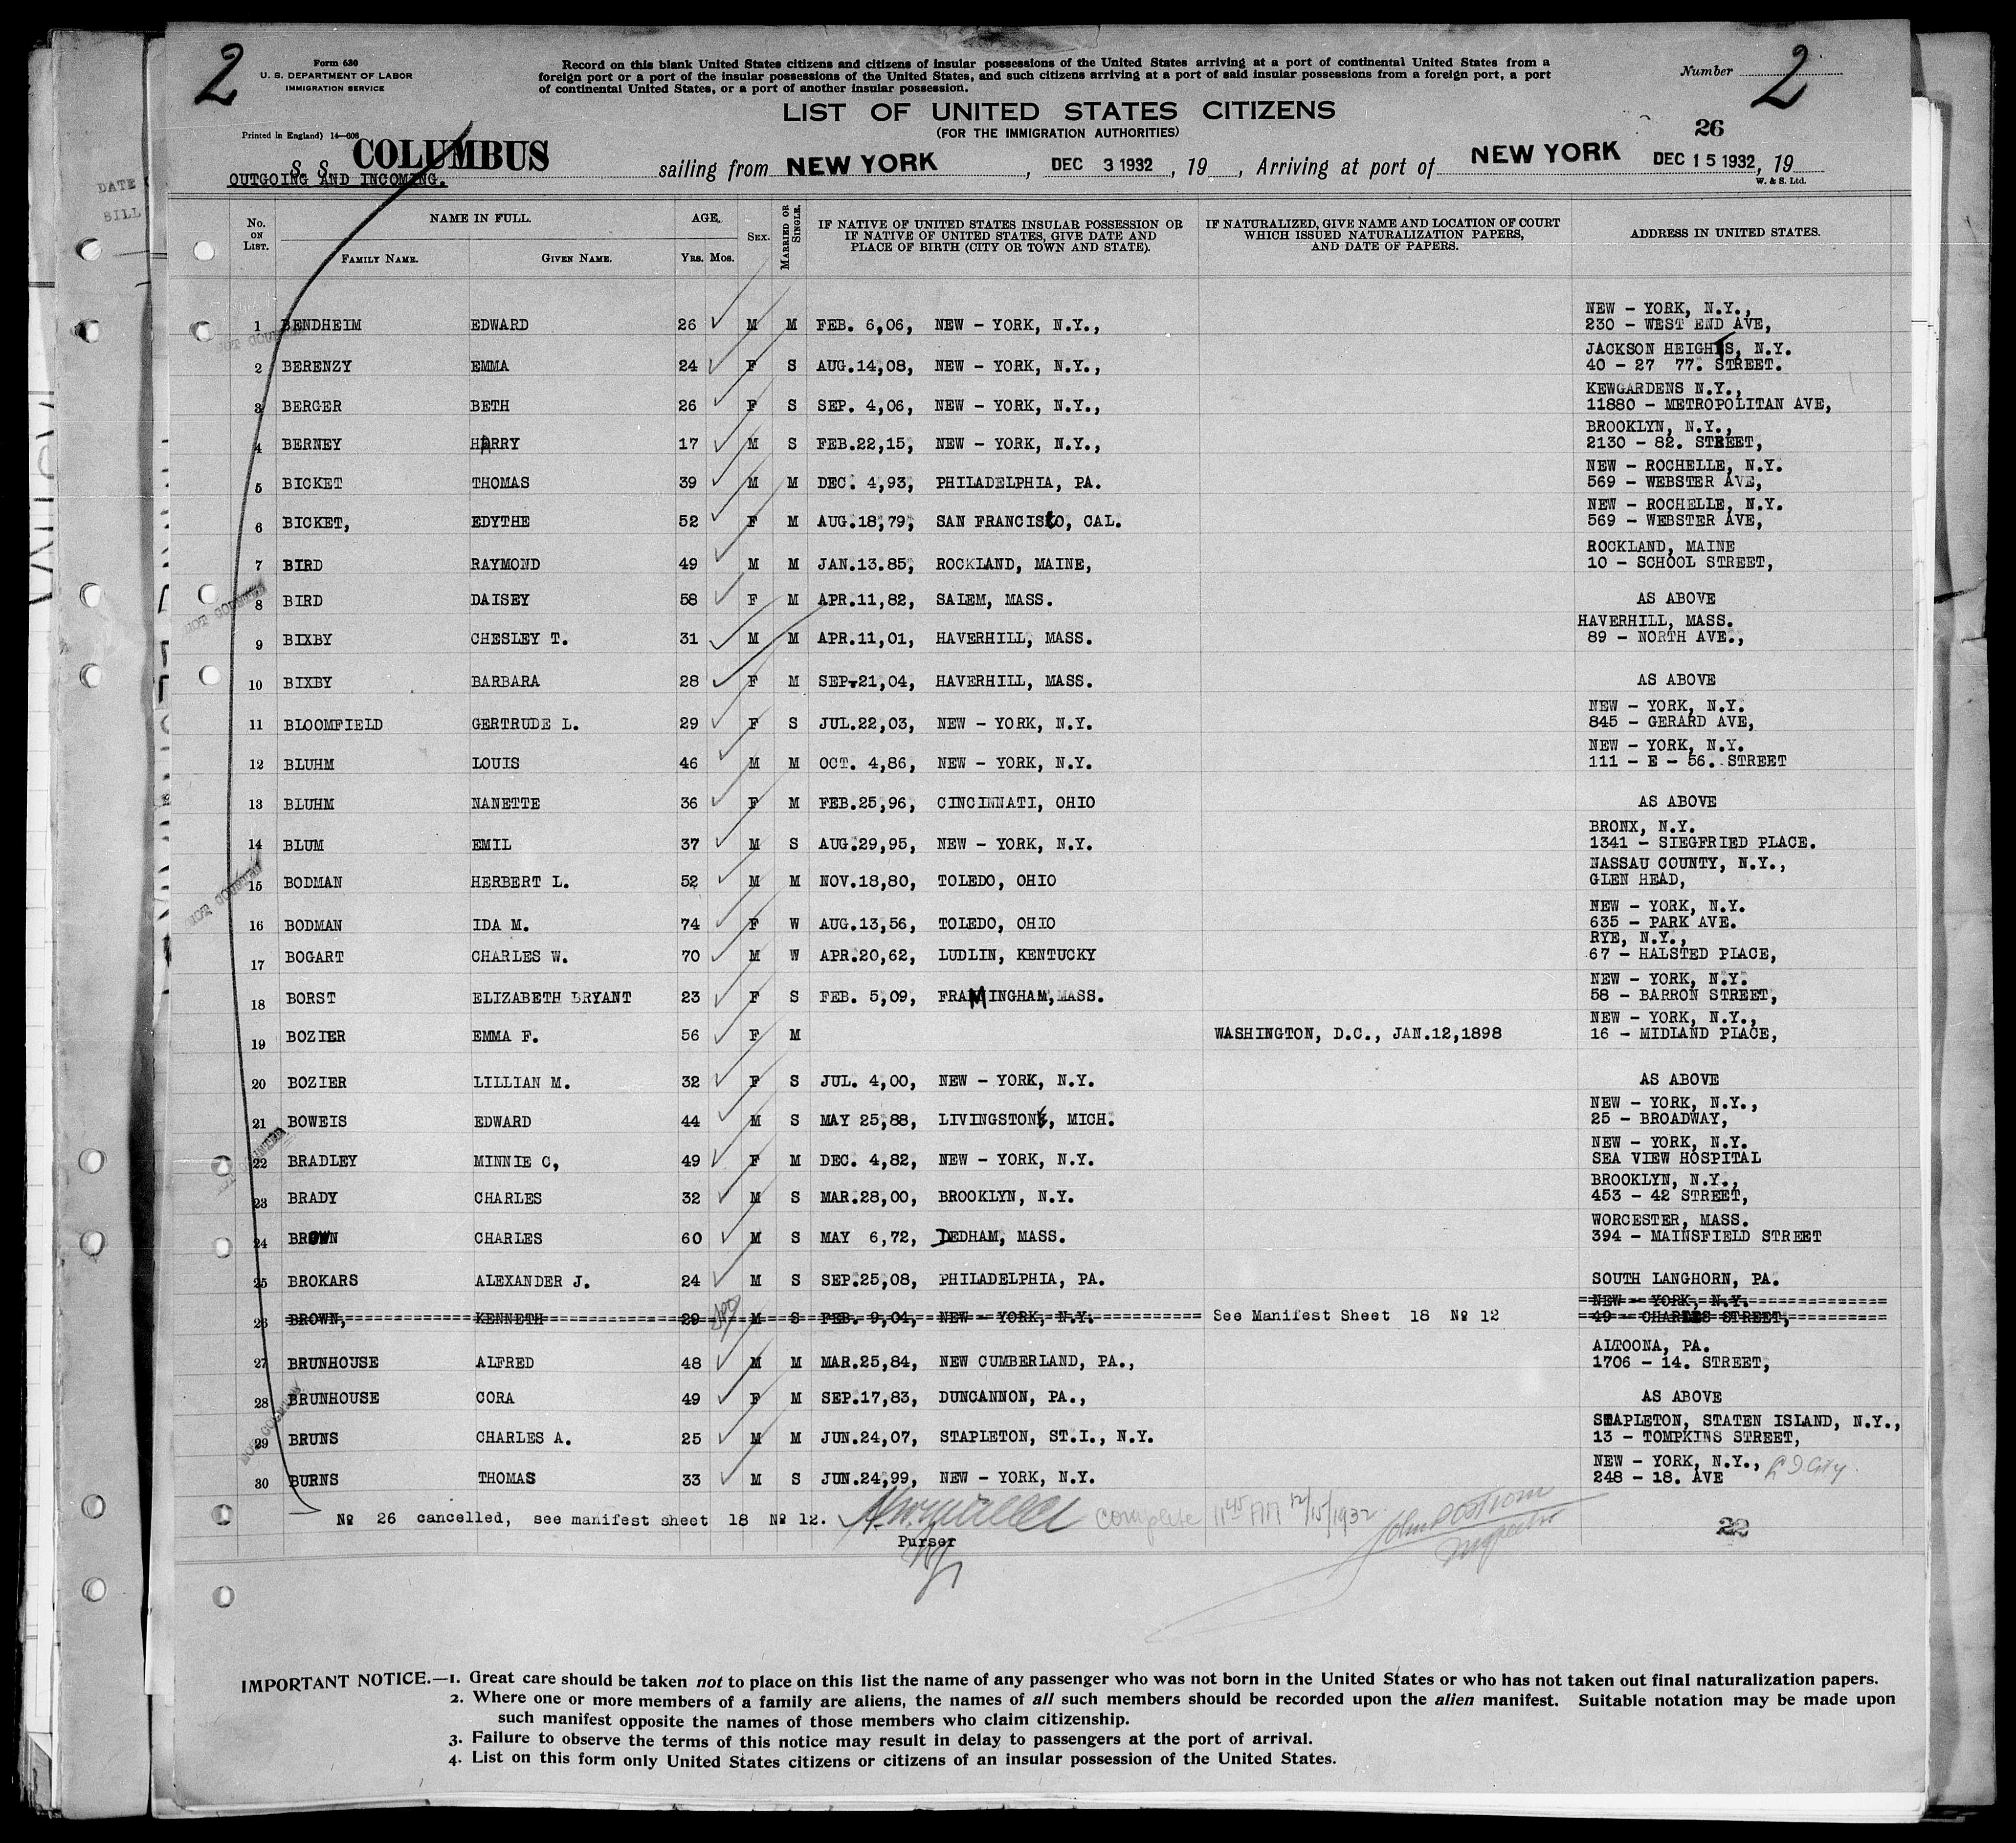 2
Form 630
U. S. DEPARTMENT OF LABOR
IMMIGRATION SERVICE
Record on this blank United States citizens and citizens of insular possessions of the United States arriving at a port of continental United States from a
foreign port or a port of the insular possessions of the United States, and such citizens arriving at a port of said insular possessions from a foreign port, a port
of continental United States, or a port of another insular possession.
Number 2
LIST OF UNITED STATES CITIZENS
(FOR THE IMMIGRATION AUTHORITIES)
Printed in England) 14—608
26
S. S. COLUMBUS sailing from NEW YORK, DEC 3 1932, 19, Arriving at port of NEW YORK DEC 15 1932, 19
OUTGOING AND INCOMING.
W. & S. Ltd.
DATE
BILL
No. ON LIST. NAME IN FULL. FAMILY NAME. GIVEN NAME. AGE. YRS. MOS. SEX. MARRIED OR SINGLE. IF NATIVE OF UNITED STATES INSULAR POSSESSION OR IF NATIVE OF UNITED STATES, GIVE DATE AND PLACE OF BIRTH (CITY OR TOWN AND STATE). IF NATURALIZED, GIVE NAME AND LOCATION OF COURT WHICH ISSUED NATURALIZATION PAPERS, AND DATE OF PAPERS. ADDRESS IN UNITED STATES.
NEW - YORK, N.Y.,
1 BENDHEIM EDWARD 26 M M FEB. 6,06, NEW - YORK, N.Y., 230 - WEST END AVE,
JACKSON HEIGHTS, N.Y.
2 BERENZY EMMA 24 F S AUG.14,08, NEW - YORK, N.Y., 40 - 27 77. STREET.
KEWGARDENS N.Y.,
3 BERGER BETH 26 F S SEP. 4,06, NEW - YORK, N.Y., 11880 - METROPOLITAN AVE,
BROOKLYN, N.Y.,
4 BERNEY HARRY 17 M S FEB.22,15, NEW - YORK, N.Y., 2130 - 82. STREET,
NEW - ROCHELLE, N.Y.
5 BICKET THOMAS 39 M M DEC. 4,93, PHILADELPHIA, PA. 569 - WEBSTER AVE,
NEW - ROCHELLE, N.Y.
6 BICKET, EDYTHE 52 F M AUG.18,79, SAN FRANCISCO, CAL. 569 - WEBSTER AVE,
ROCKLAND, MAINE
7 BIRD RAYMOND 49 M M JAN.13.85, ROCKLAND, MAINE, 10 - SCHOOL STREET,
8 BIRD DAISEY 58 F M APR.11,82, SALEM, MASS. AS ABOVE
HAVERHILL, MASS.
9 BIXBY CHESLEY T. 31 M M APR.11,01, HAVERHILL, MASS. 89 - NORTH AVE.,
10 BIXBY BARBARA 28 F M SEP.21,04, HAVERHILL, MASS. AS ABOVE
NEW - YORK, N.Y.
11 BLOOMFIELD GERTRUDE L. 29 F S JUL.22,03, NEW - YORK, N.Y. 845 - GERARD AVE,
NEW - YORK, N.Y.
12 BLUHM LOUIS 46 M M OCT. 4,86, NEW - YORK, N.Y. 111 - E - 56. STREET
13 BLUHM NANETTE 36 F M FEB.25,96, CINCINNATI, OHIO AS ABOVE
BRONX, N.Y.
14 BLUM EMIL 37 M S AUG.29,95, NEW - YORK, N.Y. 1341 - SIEGFRIED PLACE.
NASSAU COUNTY, N.Y.,
15 BODMAN HERBERT L. 52 M M NOV.18,80, TOLEDO, OHIO GLEN HEAD,
NEW - YORK, N.Y.
16 BODMAN IDA M. 74 F W AUG.13,56, TOLEDO, OHIO 635 - PARK AVE.
RYE, N.Y.,
17 BOGART CHARLES W. 70 M W APR.20,62, LUDLIN, KENTUCKY 67 - HALSTED PLACE,
NEW - YORK, N.Y.
18 BORST ELIZABETH BRYANT 23 F S FEB. 5,09, FRAMINGHAM, MASS. 58 - BARRON STREET,
NEW - YORK, N.Y.,
19 BOZIER EMMA F. 56 F M WASHINGTON, D.C., JAN.12,1898 16 - MIDLAND PLACE,
20 BOZIER LILLIAN M. 32 F S JUL. 4,00, NEW - YORK, N.Y. AS ABOVE
NEW - YORK, N.Y.,
21 BOWEIS EDWARD 44 M S MAY 25,88, LIVINGSTONE, MICH. 25 - BROADWAY,
NEW - YORK, N.Y.
22 BRADLEY MINNIE C, 49 F M DEC. 4,82, NEW - YORK, N.Y. SEA VIEW HOSPITAL
BROOKLYN, N.Y.,
23 BRADY CHARLES 32 M S MAR.28,00, BROOKLYN, N.Y. 453 - 42 STREET,
WORCESTER, MASS.
24 BROWN CHARLES 60 M S MAY 6,72, DEDHAM, MASS. 394 - MAINSFIELD STREET
25 BROKARS ALEXANDER J. 24 M S SEP.25,08, PHILADELPHIA, PA. SOUTH LANGHORN, PA.
NEW - YORK, N.Y.
26 BROWN, KENNETH 29 M S FEB. 9,04, NEW - YORK, N.Y. See Manifest Sheet 18 № 12 49 - CHARLES STREET,
ALTOONA, PA.
27 BRUNHOUSE ALFRED 48 M M MAR.25,84, NEW CUMBERLAND, PA., 1706 - 14. STREET,
28 BRUNHOUSE CORA 49 F M SEP.17,83, DUNCANNON, PA., AS ABOVE
STAPLETON, STATEN ISLAND, N.Y.,
29 BRUNS CHARLES A. 25 M M JUN.24,07, STAPLETON, ST.I., N.Y. 13 - TOMPKINS STREET,
NEW - YORK, N.Y., L I City.
30 BURNS THOMAS 33 M S JUN.24,99, NEW - YORK, N.Y. 248 - 18. AVE
№ 26 cancelled, see manifest sheet 18 № 12. Complete 11 45 AM 12/15/1932
Purser
22
IMPORTANT NOTICE.—1. Great care should be taken not to place on this list the name of any passenger who was not born in the United States or who has not taken out final naturalization papers.
2. Where one or more members of a family are aliens, the names of all such members should be recorded upon the alien manifest. Suitable notation may be made upon
such manifest opposite the names of those members who claim citizenship.
3. Failure to observe the terms of this notice may result in delay to passengers at the port of arrival.
4. List on this form only United States citizens or citizens of an insular possession of the United States.